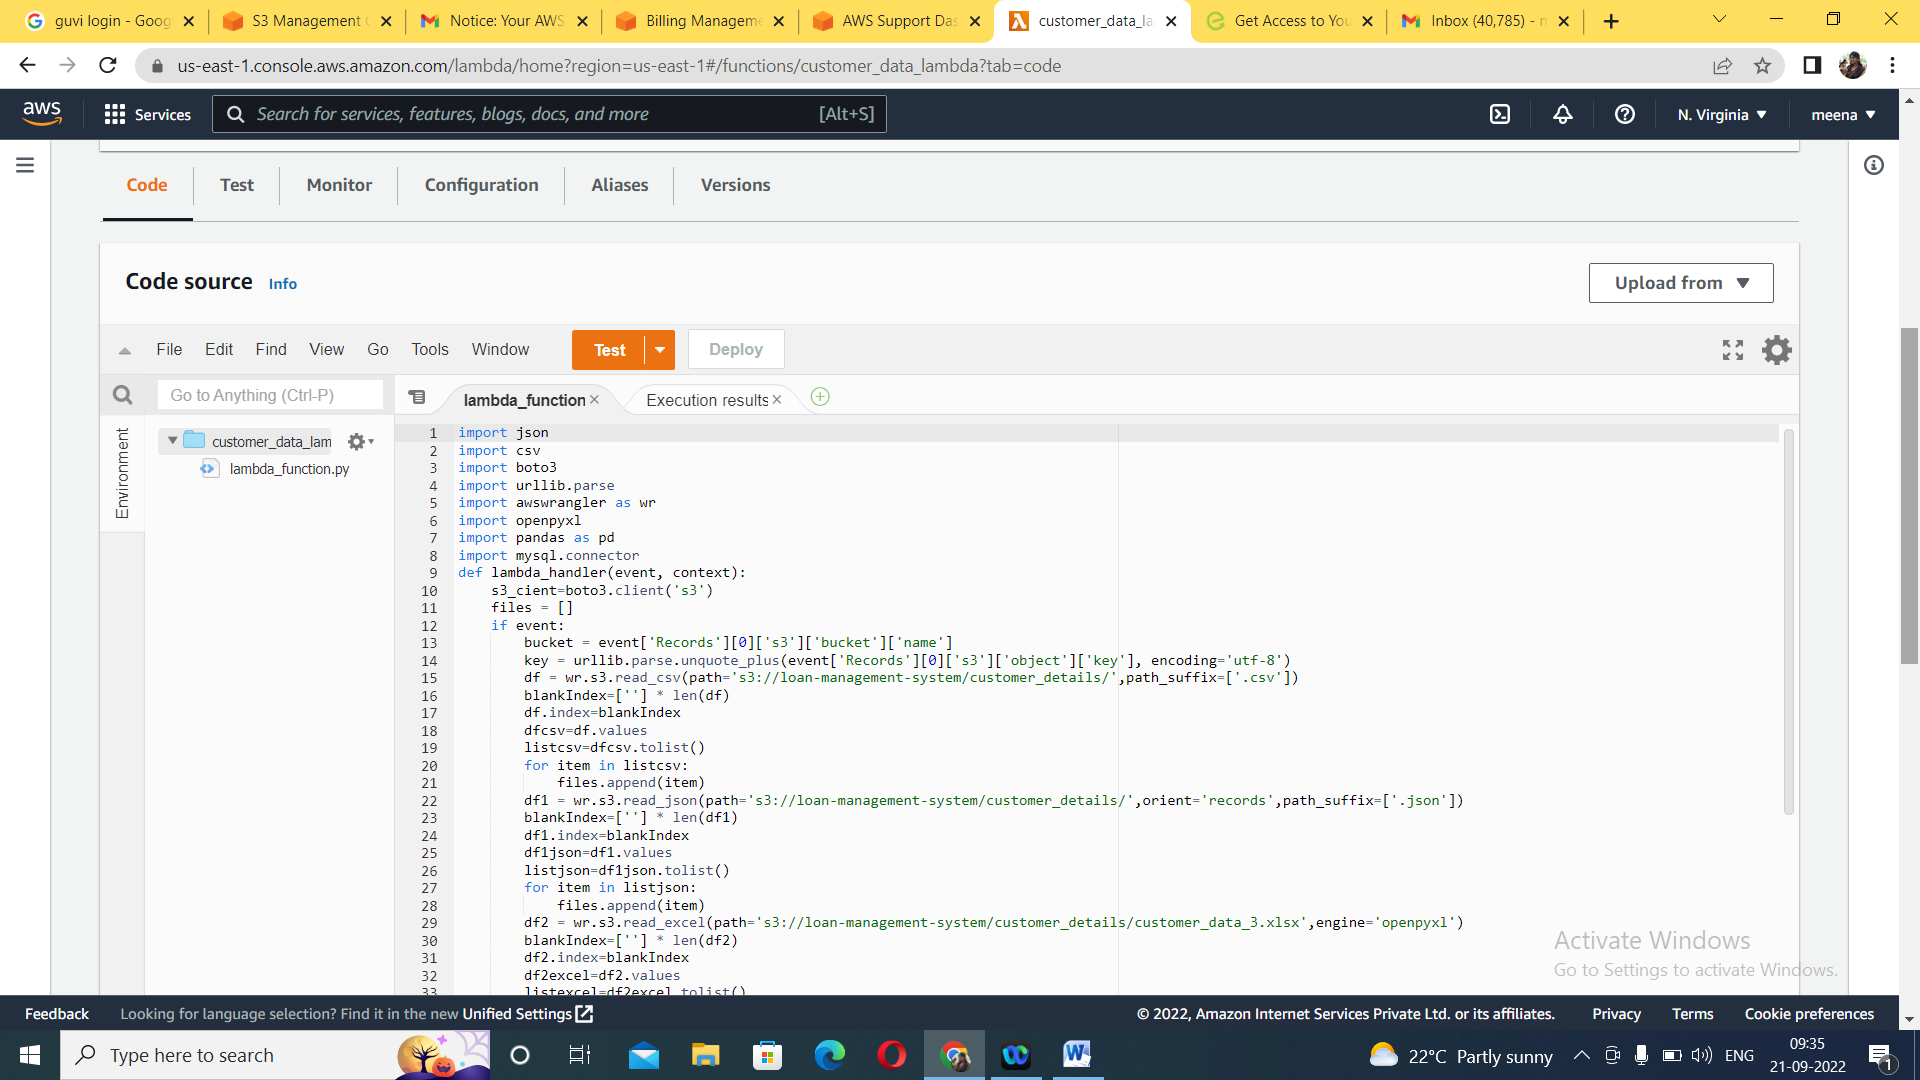 guvi login - Goog
S3 Management C
Notice: Your AWS
Billing Manageme
AWS Support Das
customer_data_la
Get Access to You
Inbox (40,785) - m
us-east-1.console.aws.amazon.com/lambda/home?region=us-east-1#/functions/customer_data_lambda?tab=code
aws
Services
Search for services, features, blogs, docs, and more
[Alt+S]
N. Virginia
meena
Code
Test
Monitor
Configuration
Aliases
Versions
Code source Info
Upload from
File Edit Find View Go Tools Window
Test
Deploy
Go to Anything (Ctrl-P)
lambda_function
Execution results
Environment
customer_data_lam
lambda_function.py
1 import json
2 import csv
3 import boto3
4 import urllib.parse
5 import awswrangler as wr
6 import openpyxl
7 import pandas as pd
8 import mysql.connector
9 def lambda_handler(event, context):
10 s3_cient=boto3.client('s3')
11 files = []
12 if event:
13 bucket = event['Records'][0]['s3']['bucket']['name']
14 key = urllib.parse.unquote_plus(event['Records'][0]['s3']['object']['key'], encoding='utf-8')
15 df = wr.s3.read_csv(path='s3://loan-management-system/customer_details/',path_suffix=['.csv'])
16 blankIndex=[''] * len(df)
17 df.index=blankIndex
18 dfcsv=df.values
19 listcsv=dfcsv.tolist()
20 for item in listcsv:
21 files.append(item)
22 df1 = wr.s3.read_json(path='s3://loan-management-system/customer_details/',orient='records',path_suffix=['.json'])
23 blankIndex=[''] * len(df1)
24 df1.index=blankIndex
25 df1json=df1.values
26 listjson=df1json.tolist()
27 for item in listjson:
28 files.append(item)
29 df2 = wr.s3.read_excel(path='s3://loan-management-system/customer_details/customer_data_3.xlsx',engine='openpyxl')
30 blankIndex=[''] * len(df2)
31 df2.index=blankIndex
32 df2excel=df2.values
33 listexcel=df2excel.tolist()
Activate Windows
Go to Settings to activate Windows.
Feedback
Looking for language selection? Find it in the new Unified Settings
© 2022, Amazon Internet Services Private Ltd. or its affiliates.
Privacy
Terms
Cookie preferences
Type here to search
22°C Partly sunny
ENG
09:35
21-09-2022
1